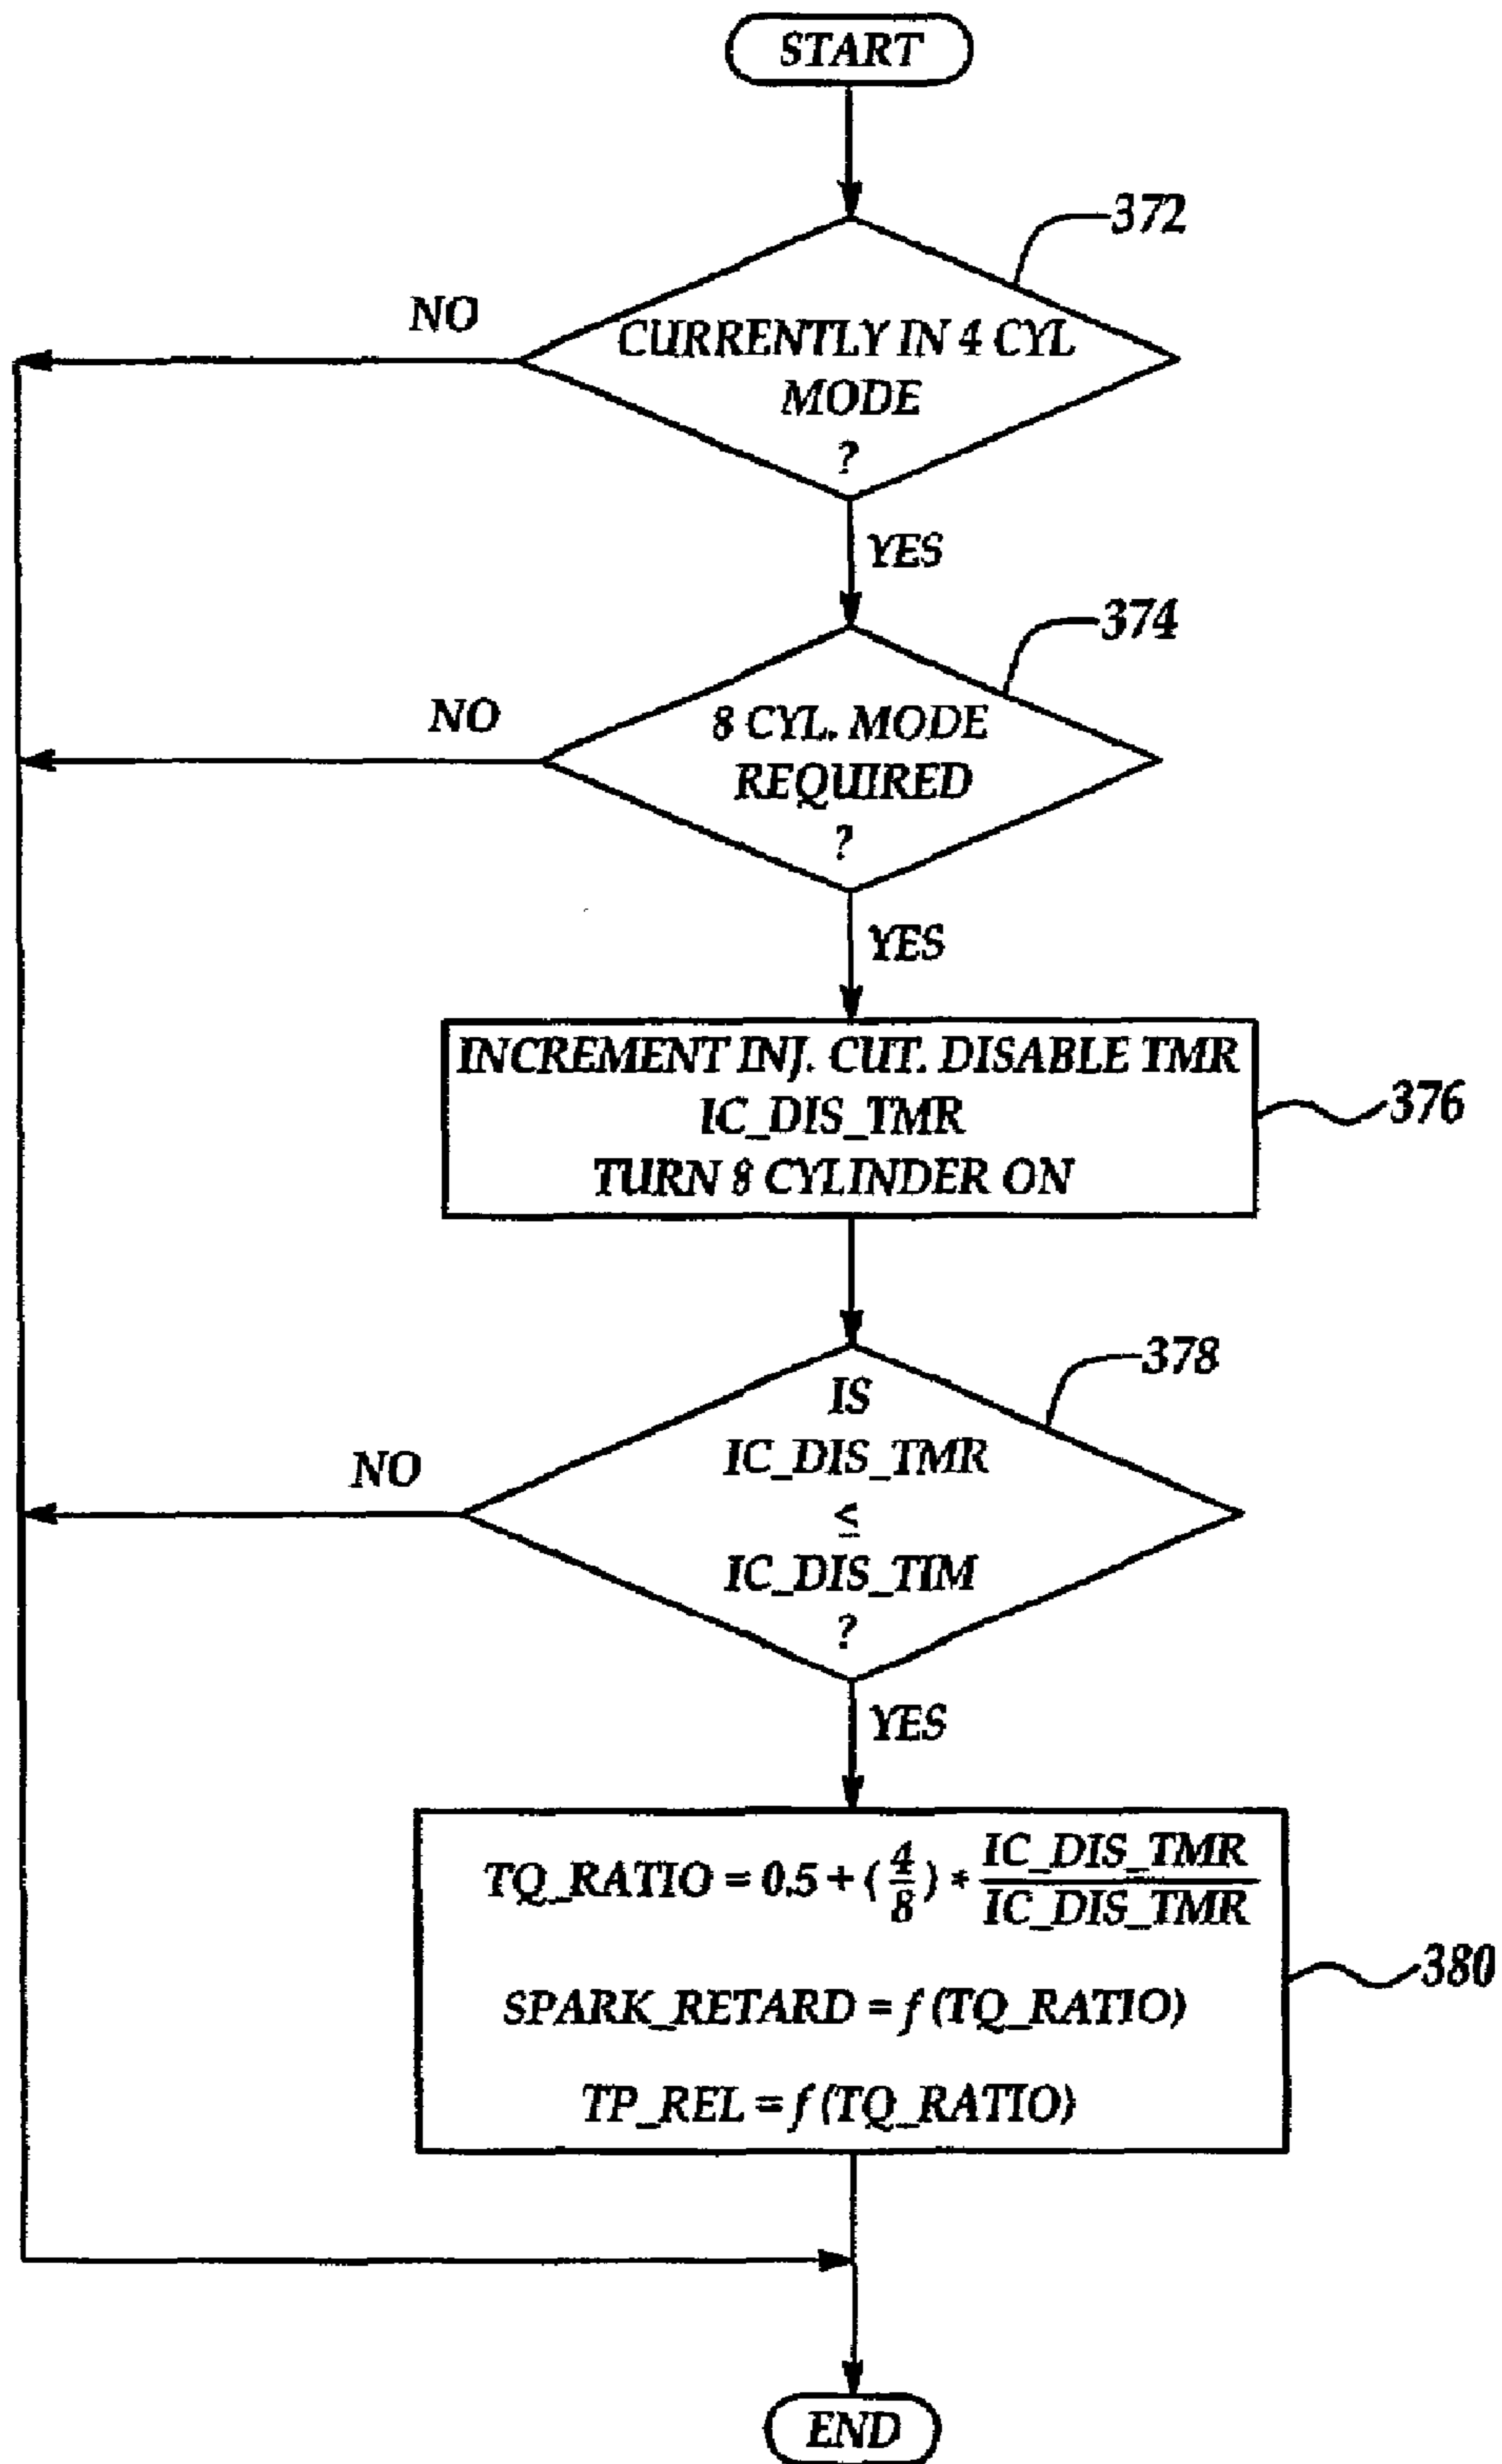 START
372
NO
CURRENTLY IN 4 CYL
MODE
?
YES
374
NO
8 CYL. MODE
REQUIRED
?
YES
INCREMENT INJ. CUT. DISABLE TMR
IC_DIS_TMR
TURN 8 CYLINDER ON
376
378
IS
NO
IC_DIS_TMR
≤
IC_DIS_TIM
?
YES
TQ_RATIO = 0.5 + (4/8) * IC_DIS_TMR/IC_DIS_TMR
380
SPARK_RETARD = f (TQ_RATIO)
TP_REL = f (TQ_RATIO)
END